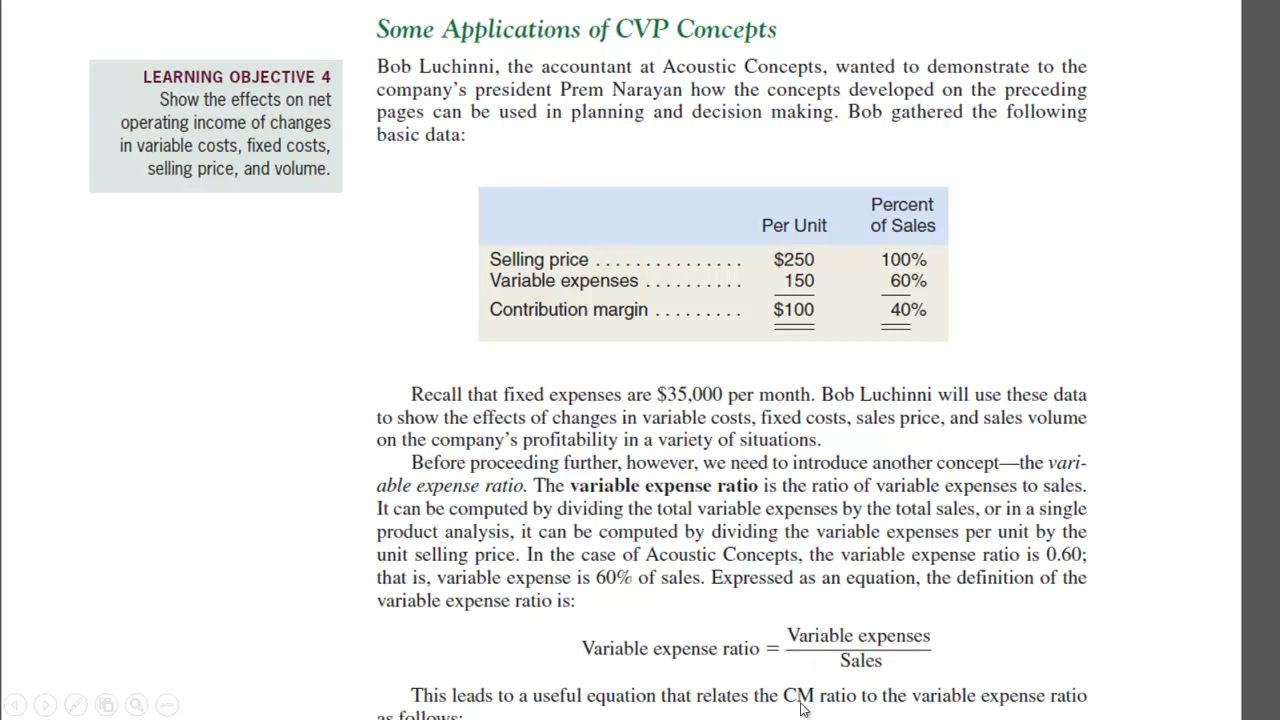 Some Applications of CVP Concepts
LEARNING OBJECTIVE 4
Show the effects on net
operating income of changes
in variable costs, fixed costs,
selling price, and volume.
Bob Luchinni, the accountant at Acoustic Concepts, wanted to demonstrate to the
company's president Prem Narayan how the concepts developed on the preceding
pages can be used in planning and decision making. Bob gathered the following
basic data:
Percent
Per Unit of Sales
Selling price . . . . . . . . . . . . . . . $250 100%
Variable expenses . . . . . . . . . . 150 60%
Contribution margin . . . . . . . . . $100 40%
Recall that fixed expenses are $35,000 per month. Bob Luchinni will use these data
to show the effects of changes in variable costs, fixed costs, sales price, and sales volume
on the company's profitability in a variety of situations.
Before proceeding further, however, we need to introduce another concept—the vari-
able expense ratio. The variable expense ratio is the ratio of variable expenses to sales.
It can be computed by dividing the total variable expenses by the total sales, or in a single
product analysis, it can be computed by dividing the variable expenses per unit by the
unit selling price. In the case of Acoustic Concepts, the variable expense ratio is 0.60;
that is, variable expense is 60% of sales. Expressed as an equation, the definition of the
variable expense ratio is:
Variable expense ratio = Variable expenses
Sales
This leads to a useful equation that relates the CM ratio to the variable expense ratio
as follows: